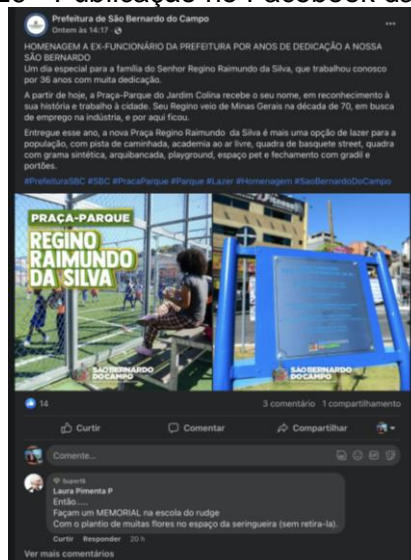 Publicação no Facebook
Prefeitura de São Bernardo do Campo
Ontem às 14:17
HOMENAGEM A EX-FUNCIONÁRIO DA PREFEITURA POR ANOS DE DEDICAÇÃO A NOSSA
SÃO BERNARDO
Um dia especial para a família do Senhor Regino Raimundo da Silva, que trabalhou conosco
por 36 anos com muita dedicação.
A partir de hoje, a Praça-Parque do Jardim Colina recebe o seu nome, em reconhecimento à
sua história e trabalho à cidade. Seu Regino veio de Minas Gerais na década de 70, em busca
de emprego na indústria, e por aqui ficou.
Entregue esse ano, a nova Praça Regino Raimundo da Silva é mais uma opção de lazer para a
população, com pista de caminhada, academia ao ar livre, quadra de basquete street, quadra
com grama sintética, arquibancada, playground, espaço pet e fechamento com gradil e
portões.
#PrefeituraSBC #SBC #PracaParque #Parque #Lazer #Homenagem #SaoBernardoDoCampo
PRAÇA-PARQUE
REGINO
RAIMUNDO
DA SILVA
SÃO BERNARDO
DO CAMPO
SÃO BERNARDO
DO CAMPO
14
3 comentário 1 compartilhamento
Curtir Comentar Compartilhar
Comente...
Superfã
Laura Pimenta P
Então.....
Façam um MEMORIAL na escola do rudge
Com o plantio de muitas flores no espaço da seringueira (sem retira-la).
Curtir Responder 20 h
Ver mais comentários